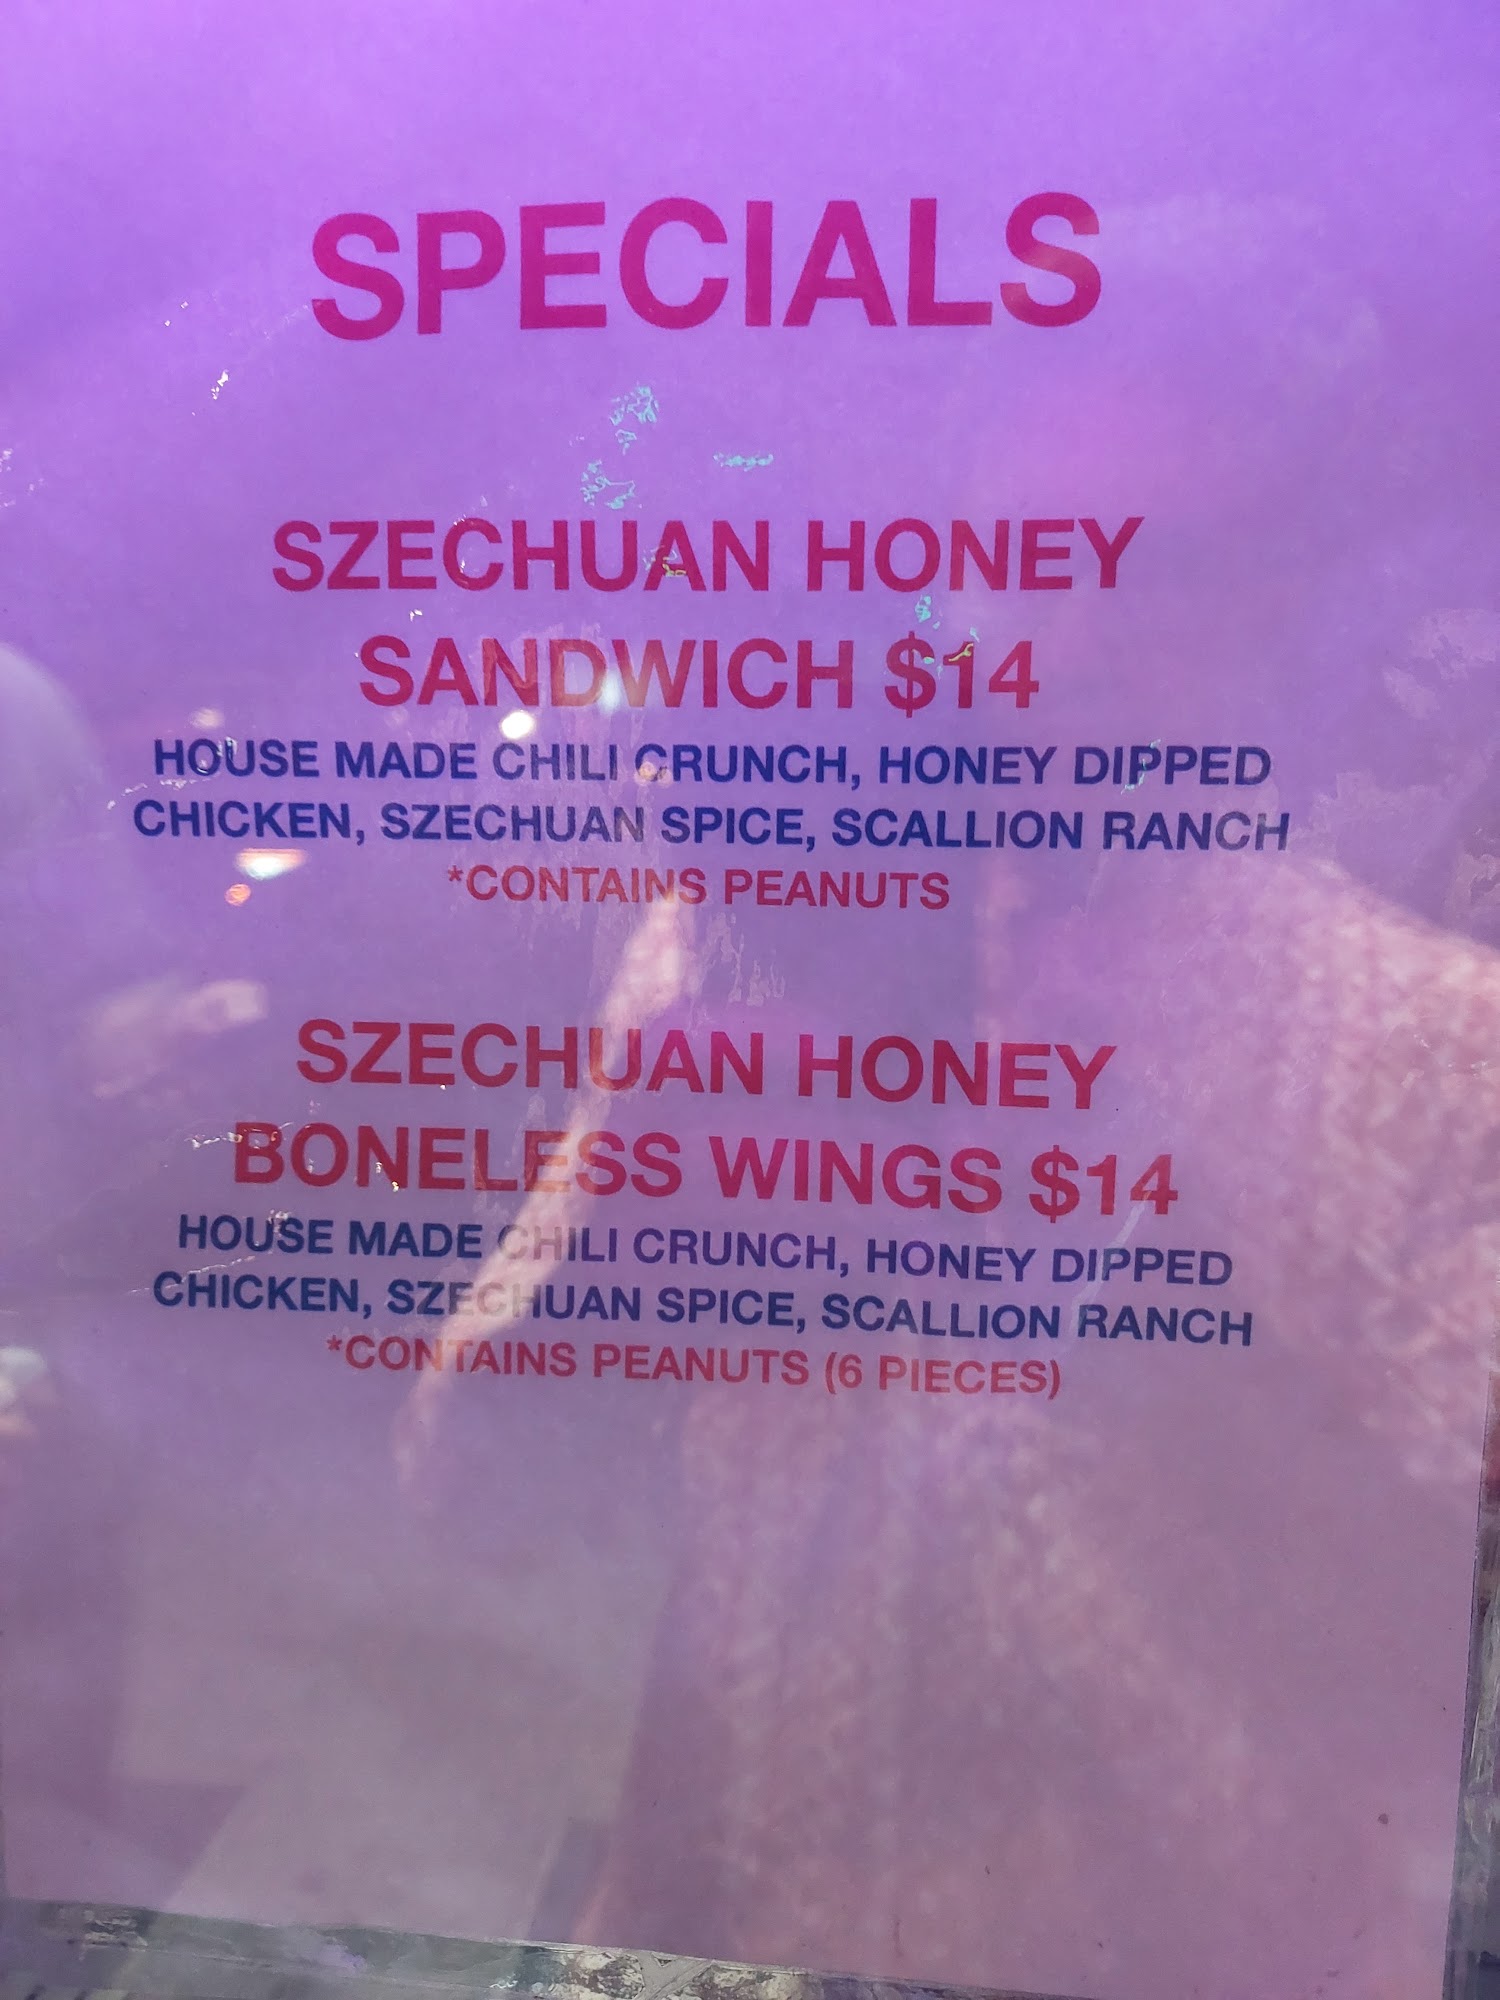 SPECIALS
SZECHUAN HONEY
SANDWICH $14
HOUSE MADE CHILI CRUNCH, HONEY DIPPED
CHICKEN, SZECHUAN SPICE, SCALLION RANCH
*CONTAINS PEANUTS
SZECHUAN HONEY
BONELESS WINGS $14
HOUSE MADE CHILI CRUNCH, HONEY DIPPED
CHICKEN, SZECHUAN SPICE, SCALLION RANCH
*CONTAINS PEANUTS (6 PIECES)